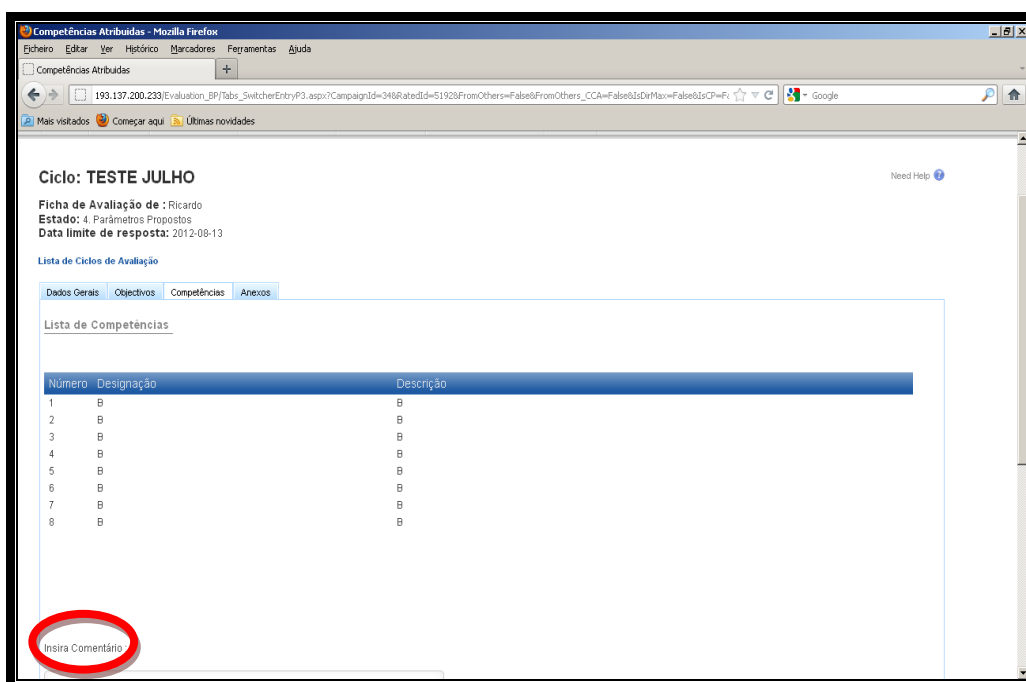 Competências Atribuidas - Mozilla Firefox
Ficheiro Editar Ver Histórico Marcadores Ferramentas Ajuda
Competências Atribuidas +
193.137.200.233/Evaluation_BP/Tabs_SwitcherEntryP3.aspx?CampaignId=34&RatedId=5192&FromOthers=False&FromOthers_CCA=False&IsDirMax=False&IsCP=F Google
Mais visitados Começar aqui Últimas novidades
Ciclo: TESTE JULHO
Need Help ?
Ficha de Avaliação de : Ricardo
Estado: 4. Parâmetros Propostos
Data limite de resposta: 2012-08-13
Lista de Ciclos de Avaliação
Dados Gerais Objectivos Competências Anexos
Lista de Competências
Número Designação Descrição
1 B B
2 B B
3 B B
4 B B
5 B B
6 B B
7 B B
8 B B
Insira Comentário :